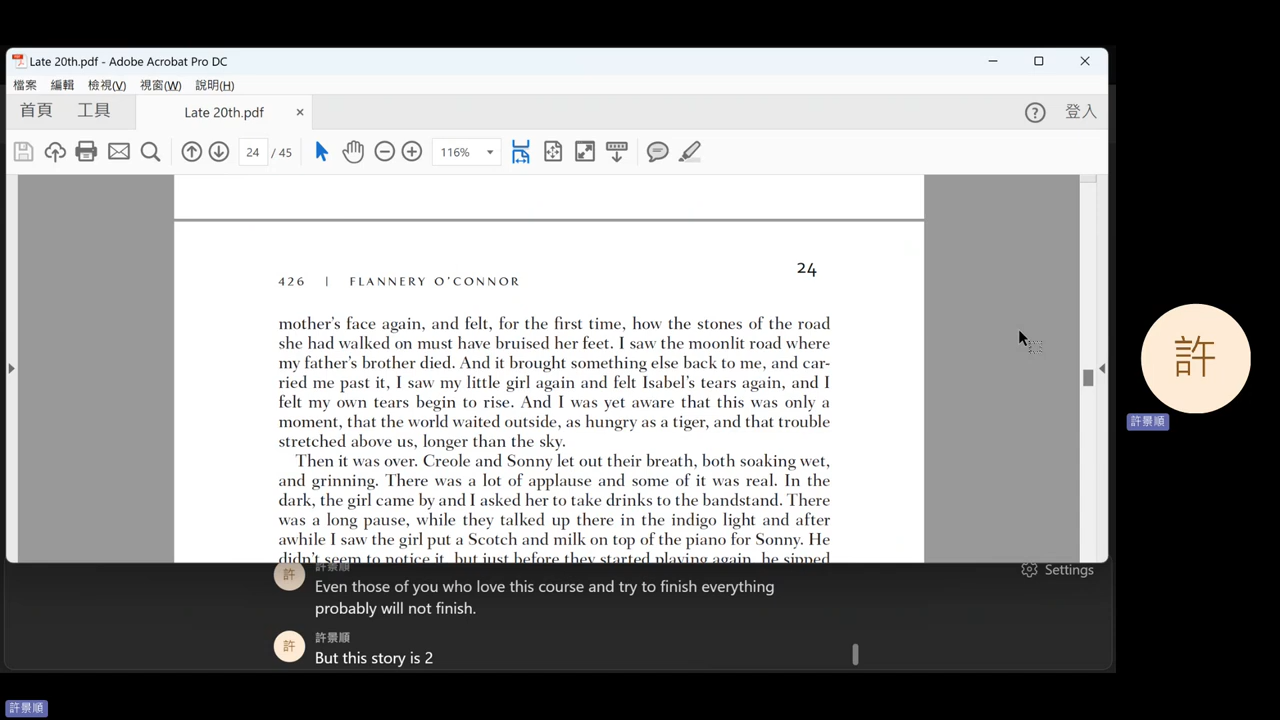 Late 20th.pdf - Adobe Acrobat Pro DC
檔案 編輯 檢視(V) 視窗(W) 說明(H)
首頁 工具 Late 20th.pdf × 登入
24 / 45 116%
24
426 | FLANNERY O'CONNOR
mother's face again, and felt, for the first time, how the stones of the road
she had walked on must have bruised her feet. I saw the moonlit road where
my father's brother died. And it brought something else back to me, and car-
ried me past it, I saw my little girl again and felt Isabel's tears again, and I
felt my own tears begin to rise. And I was yet aware that this was only a
moment, that the world waited outside, as hungry as a tiger, and that trouble
stretched above us, longer than the sky.
Then it was over. Creole and Sonny let out their breath, both soaking wet,
and grinning. There was a lot of applause and some of it was real. In the
dark, the girl came by and I asked her to take drinks to the bandstand. There
was a long pause, while they talked up there in the indigo light and after
awhile I saw the girl put a Scotch and milk on top of the piano for Sonny. He
didn't seem to notice it, but just before they started playing again, he sipped
許 許景順
Even those of you who love this course and try to finish everything
probably will not finish.
許 許景順
But this story is 2
Settings
許
許景順
許景順